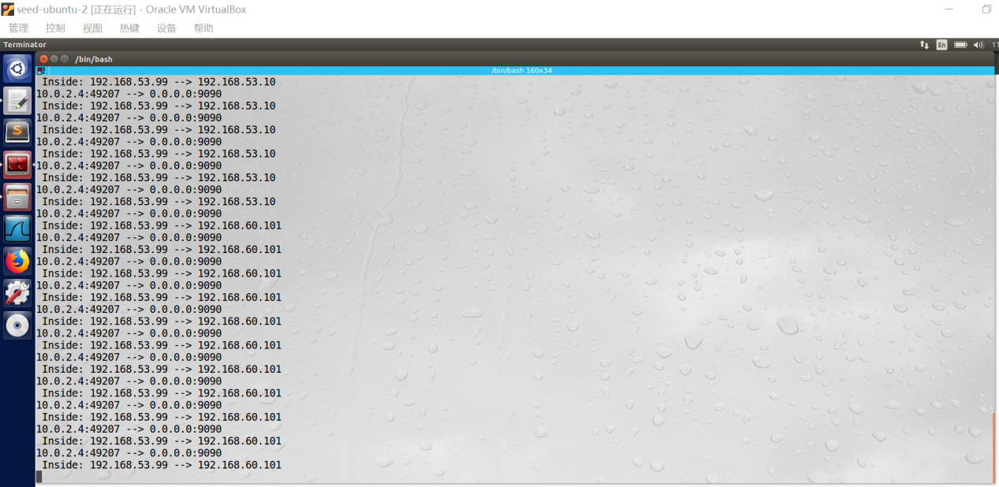 seed-ubuntu-2 [正在运行] - Oracle VM VirtualBox
管理 控制 视图 热键 设备 帮助
Terminator En 11
/bin/bash
/bin/bash 160x34
Inside: 192.168.53.99 --> 192.168.53.10
10.0.2.4:49207 --> 0.0.0.0:9090
Inside: 192.168.53.99 --> 192.168.53.10
10.0.2.4:49207 --> 0.0.0.0:9090
Inside: 192.168.53.99 --> 192.168.53.10
10.0.2.4:49207 --> 0.0.0.0:9090
Inside: 192.168.53.99 --> 192.168.53.10
10.0.2.4:49207 --> 0.0.0.0:9090
Inside: 192.168.53.99 --> 192.168.53.10
10.0.2.4:49207 --> 0.0.0.0:9090
Inside: 192.168.53.99 --> 192.168.53.10
10.0.2.4:49207 --> 0.0.0.0:9090
Inside: 192.168.53.99 --> 192.168.60.101
10.0.2.4:49207 --> 0.0.0.0:9090
Inside: 192.168.53.99 --> 192.168.60.101
10.0.2.4:49207 --> 0.0.0.0:9090
Inside: 192.168.53.99 --> 192.168.60.101
10.0.2.4:49207 --> 0.0.0.0:9090
Inside: 192.168.53.99 --> 192.168.60.101
10.0.2.4:49207 --> 0.0.0.0:9090
Inside: 192.168.53.99 --> 192.168.60.101
10.0.2.4:49207 --> 0.0.0.0:9090
Inside: 192.168.53.99 --> 192.168.60.101
10.0.2.4:49207 --> 0.0.0.0:9090
Inside: 192.168.53.99 --> 192.168.60.101
10.0.2.4:49207 --> 0.0.0.0:9090
Inside: 192.168.53.99 --> 192.168.60.101
10.0.2.4:49207 --> 0.0.0.0:9090
Inside: 192.168.53.99 --> 192.168.60.101
10.0.2.4:49207 --> 0.0.0.0:9090
Inside: 192.168.53.99 --> 192.168.60.101
10.0.2.4:49207 --> 0.0.0.0:9090
Inside: 192.168.53.99 --> 192.168.60.101